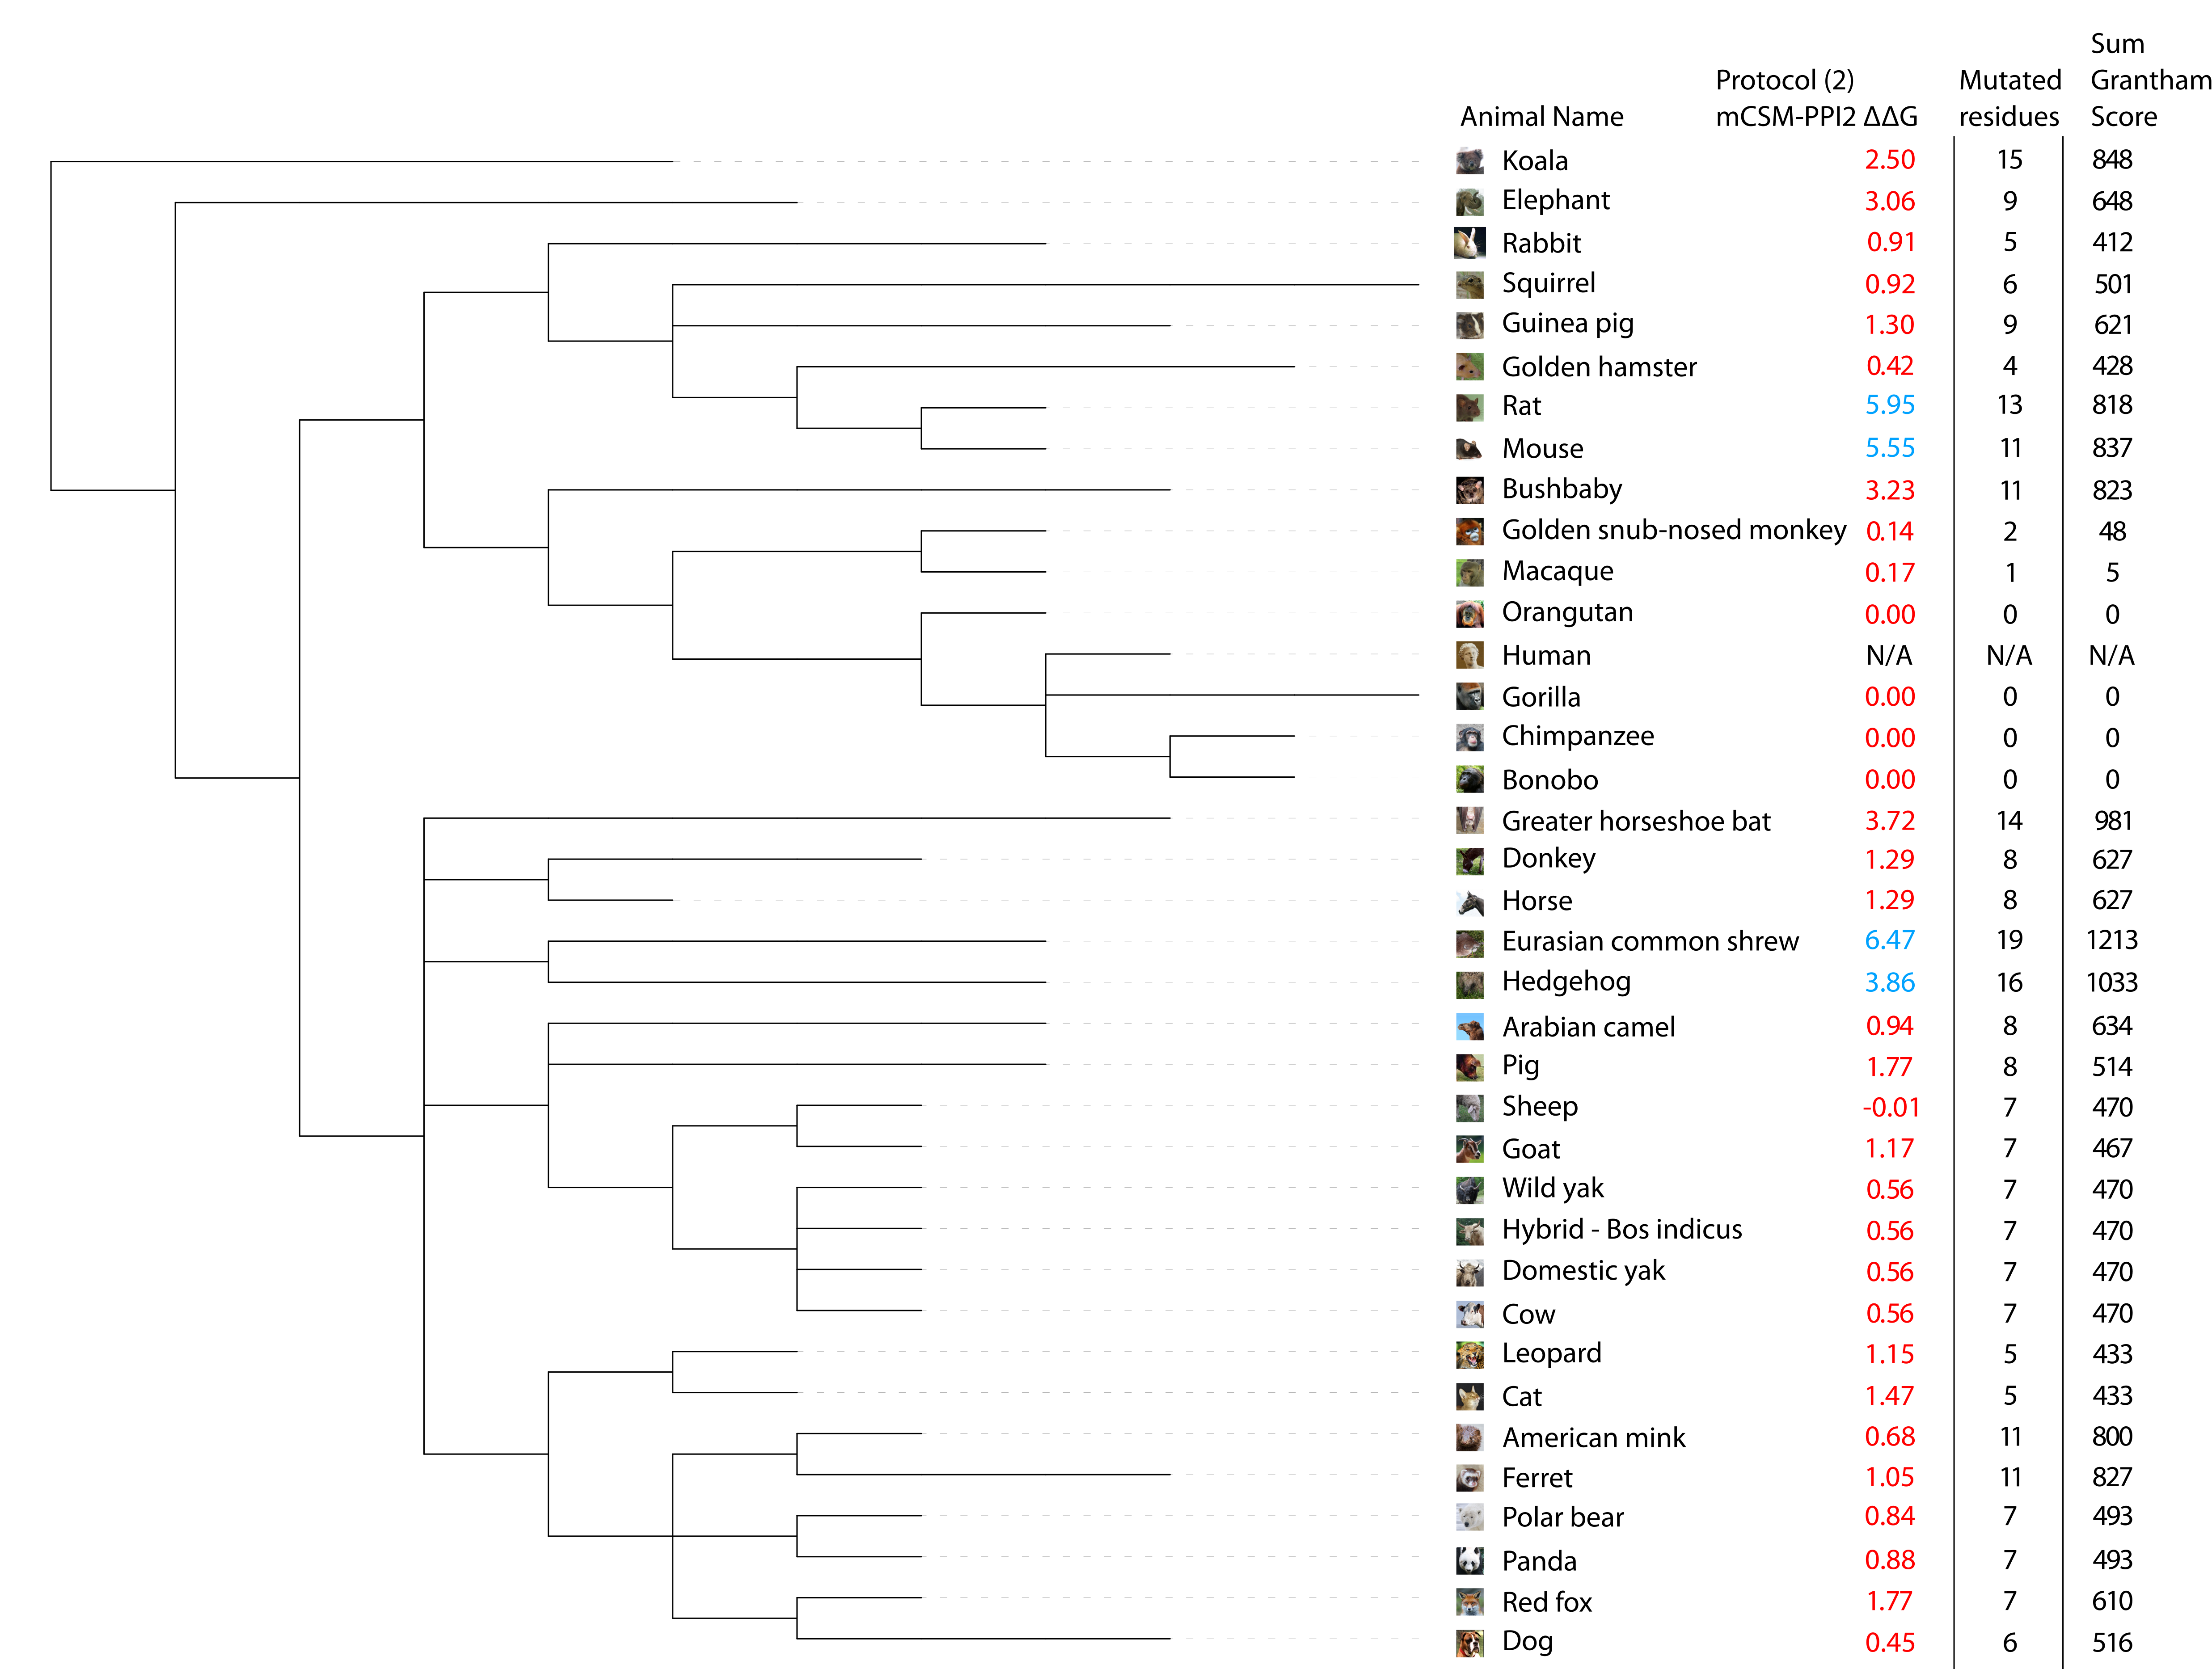 Sum
Protocol (2) Mutated Grantham
Animal Name mCSM-PPI2 ΔΔG residues Score
Koala 2.50 15 848
Elephant 3.06 9 648
Rabbit 0.91 5 412
Squirrel 0.92 6 501
Guinea pig 1.30 9 621
Golden hamster 0.42 4 428
Rat 5.95 13 818
Mouse 5.55 11 837
Bushbaby 3.23 11 823
Golden snub-nosed monkey 0.14 2 48
Macaque 0.17 1 5
Orangutan 0.00 0 0
Human N/A N/A N/A
Gorilla 0.00 0 0
Chimpanzee 0.00 0 0
Bonobo 0.00 0 0
Greater horseshoe bat 3.72 14 981
Donkey 1.29 8 627
Horse 1.29 8 627
Eurasian common shrew 6.47 19 1213
Hedgehog 3.86 16 1033
Arabian camel 0.94 8 634
Pig 1.77 8 514
Sheep -0.01 7 470
Goat 1.17 7 467
Wild yak 0.56 7 470
Hybrid - Bos indicus 0.56 7 470
Domestic yak 0.56 7 470
Cow 0.56 7 470
Leopard 1.15 5 433
Cat 1.47 5 433
American mink 0.68 11 800
Ferret 1.05 11 827
Polar bear 0.84 7 493
Panda 0.88 7 493
Red fox 1.77 7 610
Dog 0.45 6 516